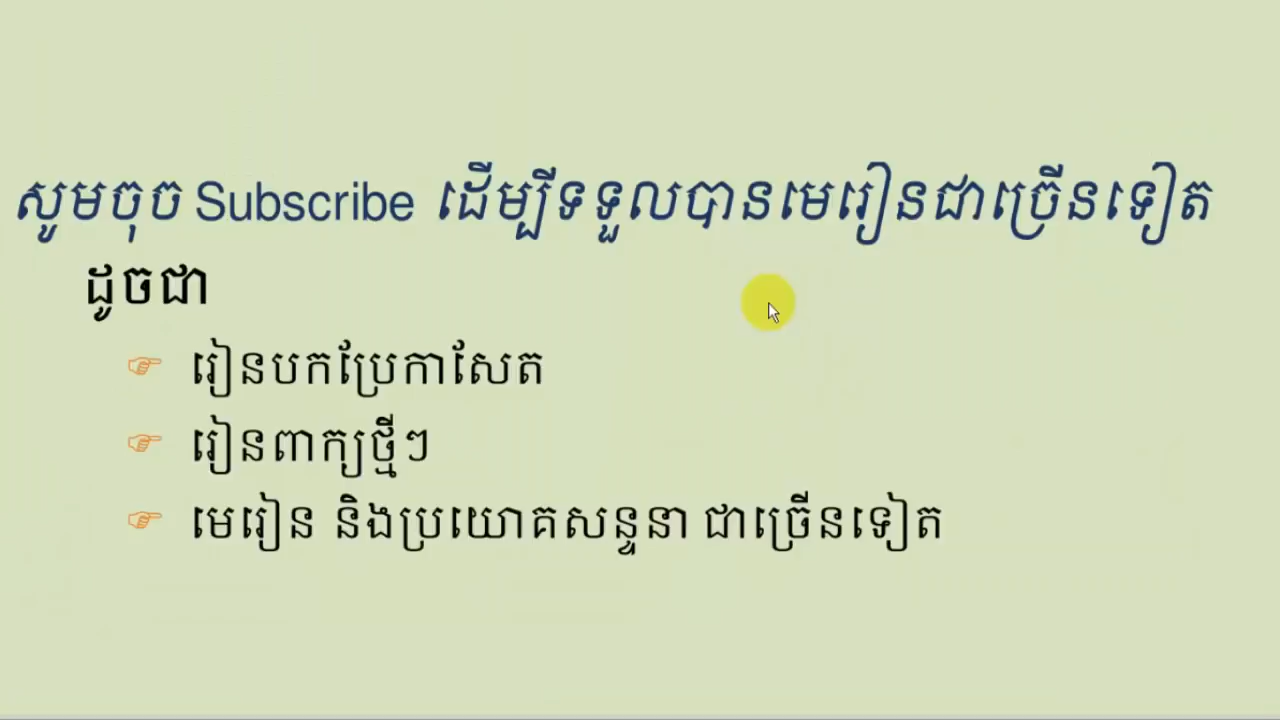 សូមចុច Subscribe ដើម្បីទទួលបានមេរៀនជាច្រើនទៀត
ដូចជា
រៀនបកប្រែកាសែត
រៀនពាក្យថ្មីៗ
មេរៀន និងប្រយោគសន្ទនា ជាច្រើនទៀត